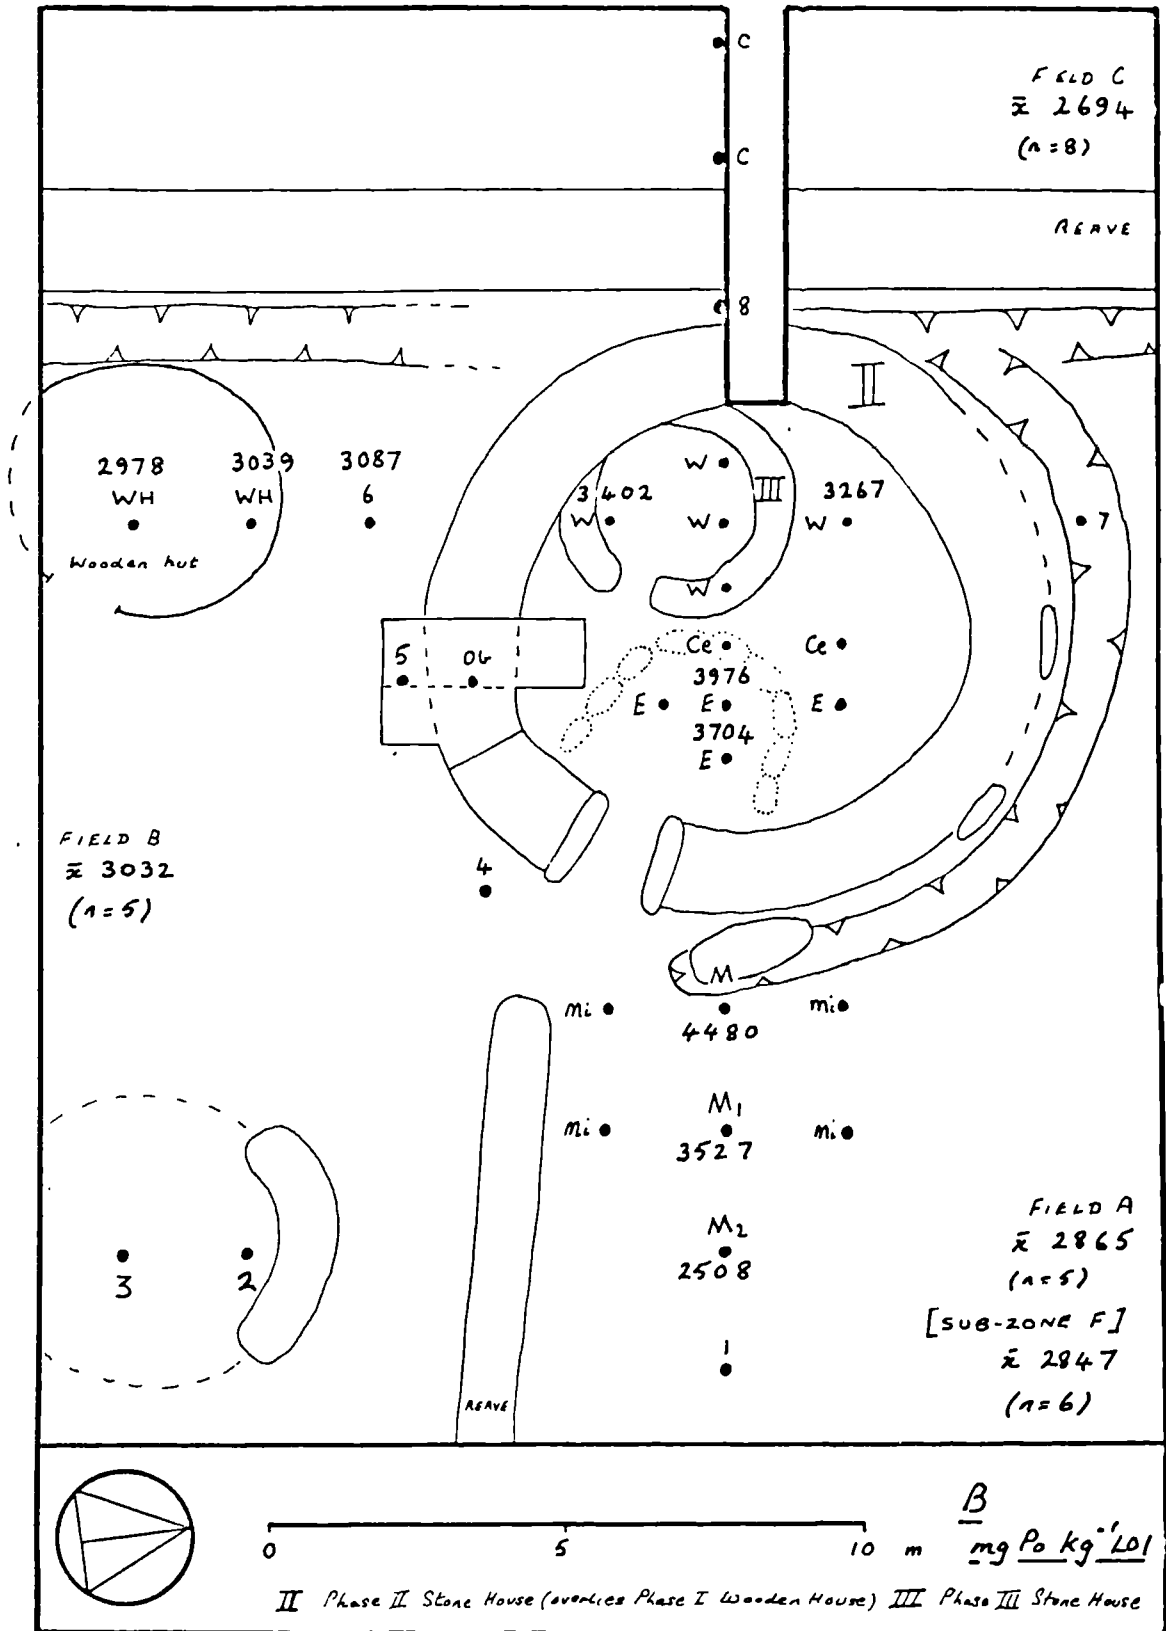 C
FIELD C
x̄ 2694
(n=8)
C
REAVE
8
II
2978
3039
3087
WH
WH
6
Wooden hut
W
III
3402
3267
W
W
W
7
W
Ce
Ce
5
Ob
3976
E
E
E
3704
E
FIELD B
x̄ 3032
(n=5)
4
M
mi
mi
4480
M1
mi
mi
3527
FIELD A
x̄ 2865
(n=5)
M2
2508
3
2
[SUB-ZONE F]
x̄ 2847
(n=6)
1
REAVE
B
mg Po kg⁻¹ LOI
0 5 10 m
II Phase II Stone House (overlies Phase I Wooden House) III Phase III Stone House